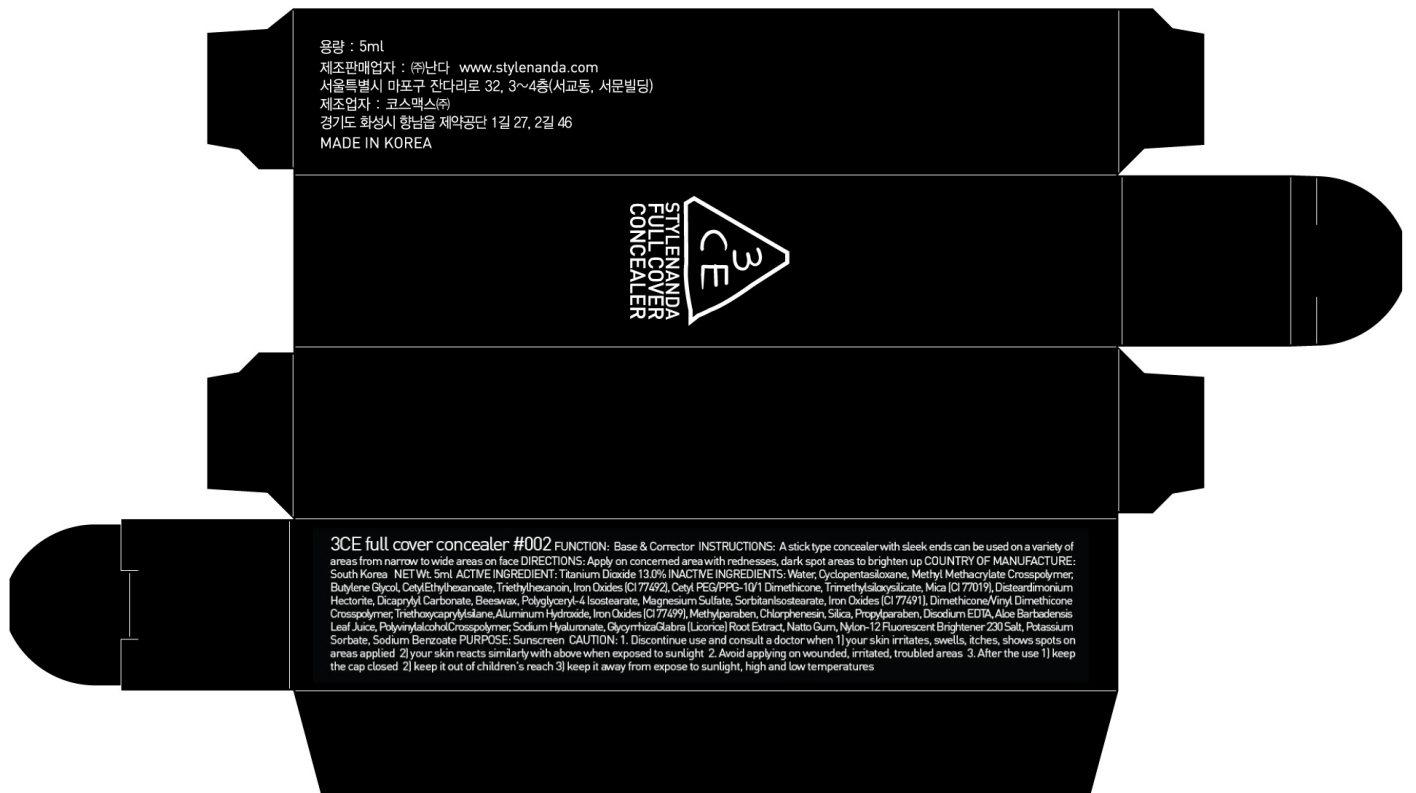 용량 : 5ml
제조판매업자 : ㈜난다 www.stylenanda.com
서울특별시 마포구 잔다리로 32, 3~4층(서교동, 서문빌딩)
제조업자 : 코스맥스㈜
경기도 화성시 향남읍 제약공단 1길 27, 2길 46
MADE IN KOREA
3
CE
STYLENANDA
FULL COVER
CONCEALER
3CE full cover concealer #002 FUNCTION: Base & Corrector INSTRUCTIONS: A stick type concealer with sleek ends can be used on a variety of
areas from narrow to wide areas on face DIRECTIONS: Apply on concerned area with rednesses, dark spot areas to brighten up COUNTRY OF MANUFACTURE:
South Korea NET Wt. 5ml ACTIVE INGREDIENT: Titanium Dioxide 13.0% INACTIVE INGREDIENTS: Water, Cyclopentasiloxane, Methyl Methacrylate Crosspolymer,
Butylene Glycol, CetylEthylhexanoate, Triethylhexanoin, Iron Oxides (CI 77492), Cetyl PEG/PPG-10/1 Dimethicone, Trimethylsiloxysilicate, Mica (CI 77019), Disteardimonium
Hectorite, Dicaprylyl Carbonate, Beeswax, Polyglyceryl-4 Isostearate, Magnesium Sulfate, SorbitanIsostearate, Iron Oxides (CI 77491), Dimethicone/Vinyl Dimethicone
Crosspolymer, Triethoxycaprylylsilane, Aluminum Hydroxide, Iron Oxides (CI 77499), Methylparaben, Chlorphenesin, Silica, Propylparaben, Disodium EDTA, Aloe Barbadensis
Leaf Juice, PolyvinylalcoholCrosspolymer, Sodium Hyaluronate, GlycyrrhizaGlabra (Licorice) Root Extract, Natto Gum, Nylon-12 Fluorescent Brightener 230 Salt, Potassium
Sorbate, Sodium Benzoate PURPOSE: Sunscreen CAUTION: 1. Discontinue use and consult a doctor when 1) your skin irritates, swells, itches, shows spots on
areas applied 2) your skin reacts similarly with above when exposed to sunlight 2. Avoid applying on wounded, irritated, troubled areas 3. After the use 1) keep
the cap closed 2) keep it out of children's reach 3) keep it away from expose to sunlight, high and low temperatures